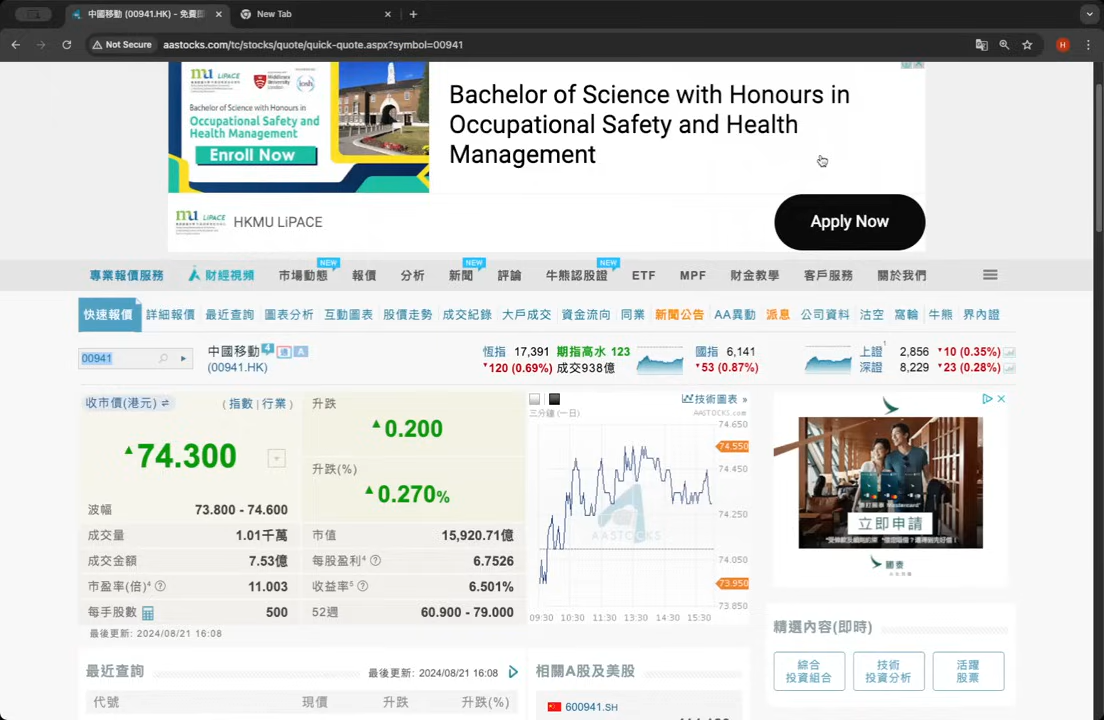 中國移動 (00941.HK) - 免費即
New Tab
Not Secure
aastocks.com/tc/stocks/quote/quick-quote.aspx?symbol=00941
H
mu LiPACE
Middlesex University London
iosh
Bachelor of Science with Honours in
Occupational Safety and Health Management
Enroll Now
Bachelor of Science with Honours in
Occupational Safety and Health
Management
mu LiPACE
HKMU LiPACE
Apply Now
NEW NEW NEW
專業報價服務 財經視頻 市場動態 報價 分析 新聞 評論 牛熊認股證 ETF MPF 財金教學 客戶服務 關於我們
快速報價 詳細報價 最近查詢 圖表分析 互動圖表 股價走勢 成交紀錄 大戶成交 資金流向 同業 新聞公告 AA異動 派息 公司資料 沽空 窩輪 牛熊 界內證
00941
中國移動 4 通 A
(00941.HK)
恆指 17,391 期指高水 123
120 (0.69%) 成交938億
國指 6,141
53 (0.87%)
上證1 2,856 10 (0.35%)
深證 8,229 23 (0.28%)
收市價(港元)
( 指數 | 行業 )
74.300
升跌
0.200
升跌(%)
0.270%
波幅 73.800 - 74.600
成交量 1.01千萬
市值 15,920.71億
成交金額 7.53億
每股盈利4 6.7526
市盈率(倍)4 11.003
收益率5 6.501%
每手股數 500
52週 60.900 - 79.000
最後更新: 2024/08/21 16:08
技術圖表 »
三分鐘 (一日)
AASTOCKS.com
74.650
74.550
74.450
74.250
74.050
73.950
73.850
AASTOCKS
09:30 10:30 11:30 13:30 14:30 15:30
立即申請
國泰
精選內容(即時)
綜合
投資組合
技術
投資分析
活躍
股票
最近查詢
最後更新: 2024/08/21 16:08
代號 現價 升跌 升跌(%)
相關A股及美股
600941.SH